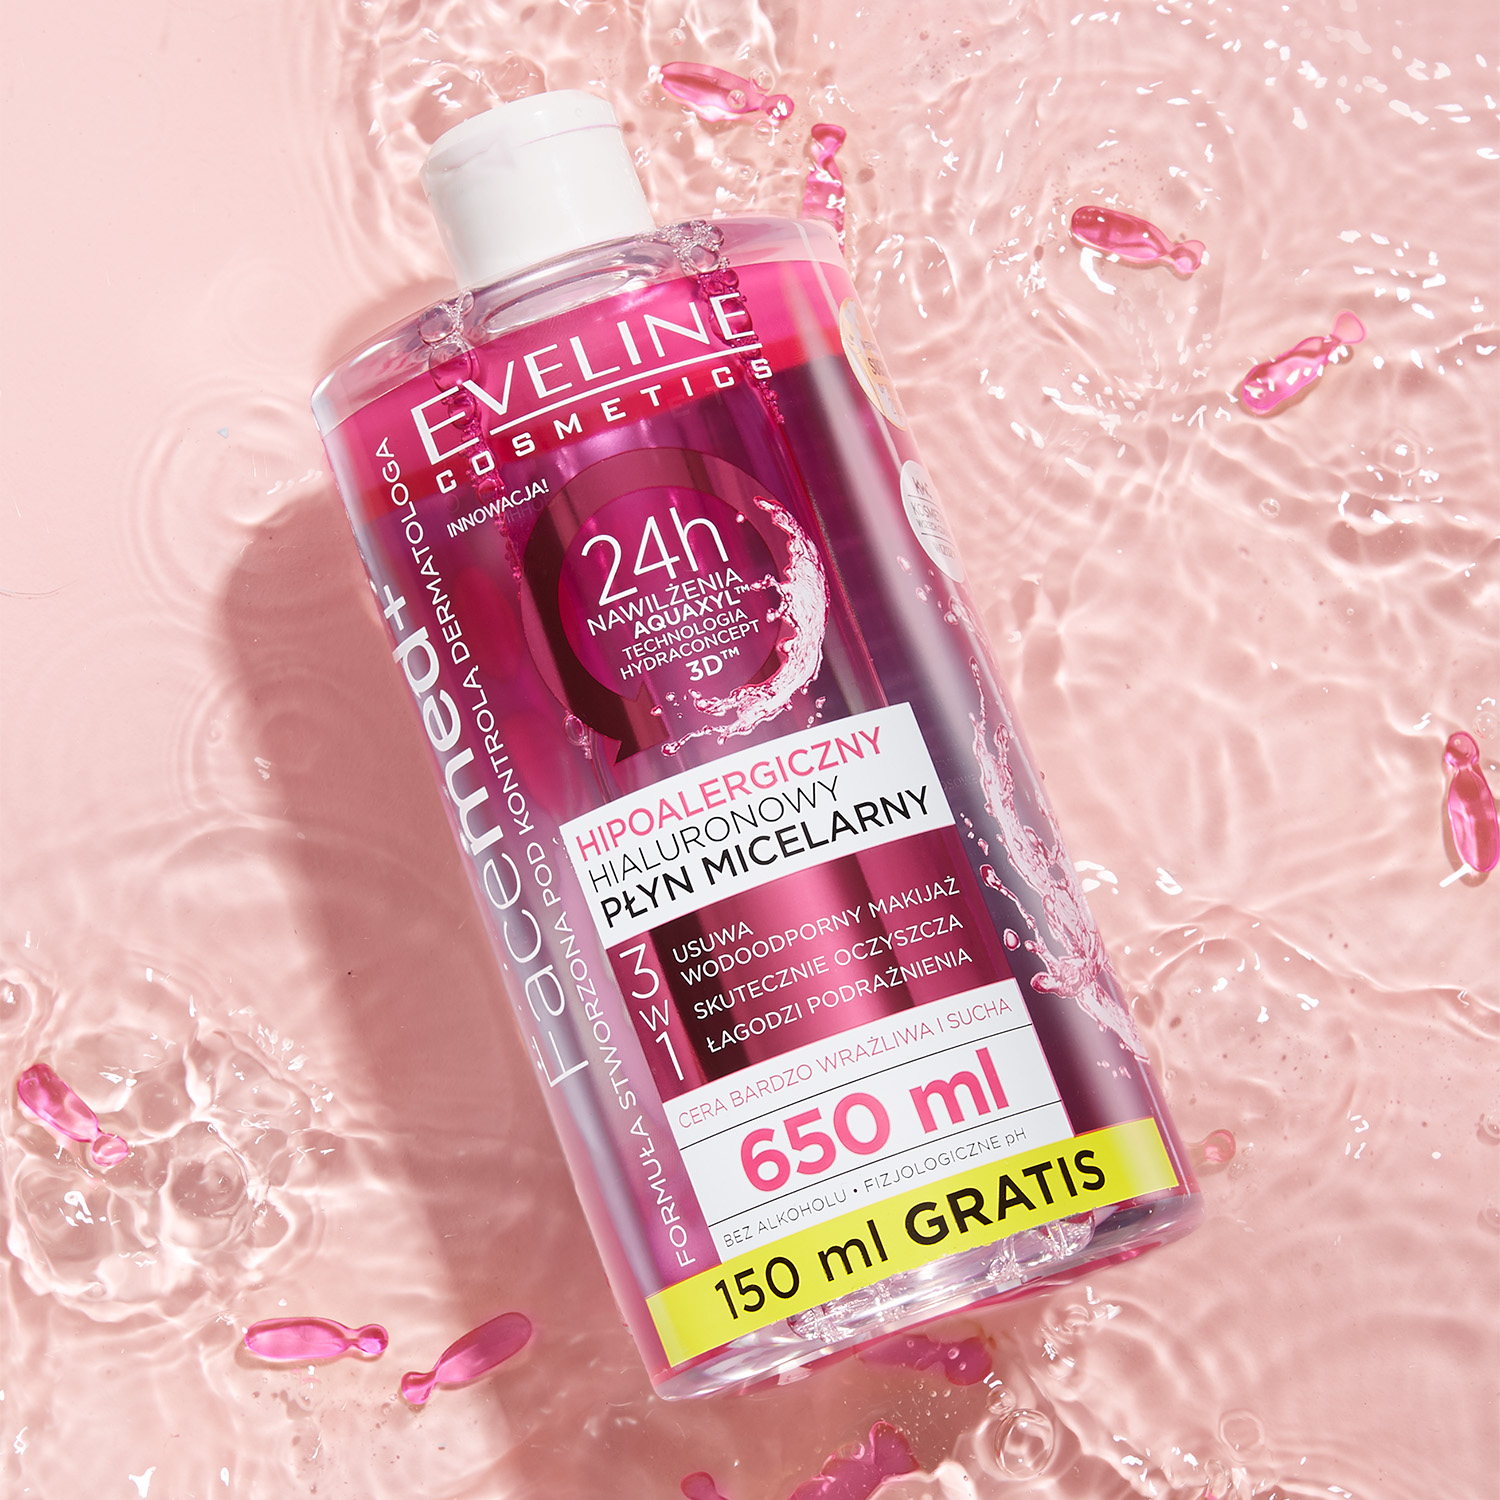 EVELINE
COSMETICS
INNOWACJA!
24h
NAWILŻENIA
AQUAXYL™
TECHNOLOGIA
HYDRACONCEPT
3D™
Facemed+
FORMUŁA STWORZONA POD KONTROLĄ DERMATOLOGA
HIPOALERGICZNY
HIALURONOWY
PŁYN MICELARNY
3 w 1
USUWA
WODOODPORNY MAKIJAŻ
SKUTECZNIE OCZYSZCZA
ŁAGODZI PODRAŻNIENIA
CERA BARDZO WRAŻLIWA I SUCHA
650 ml
BEZ ALKOHOLU • FIZJOLOGICZNE pH
150 ml GRATIS